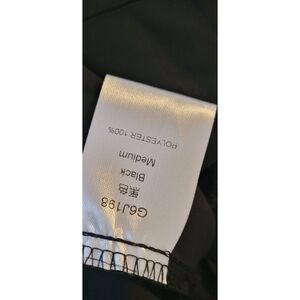 G6J198
黑色
Black
Medium
POLYESTER 100%